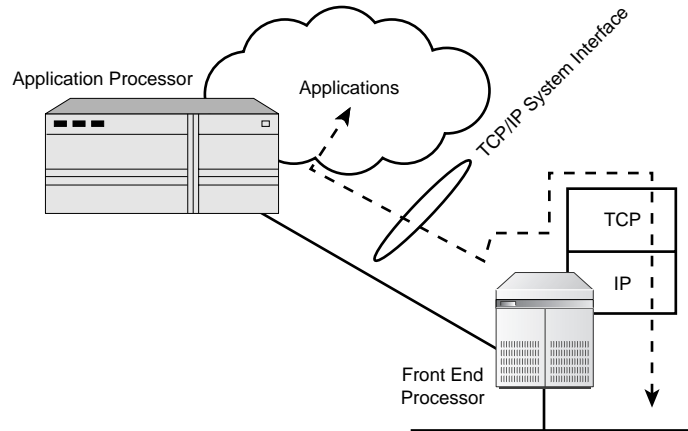 Application Processor
Applications
TCP/IP System Interface
TCP
IP
Front End
Processor